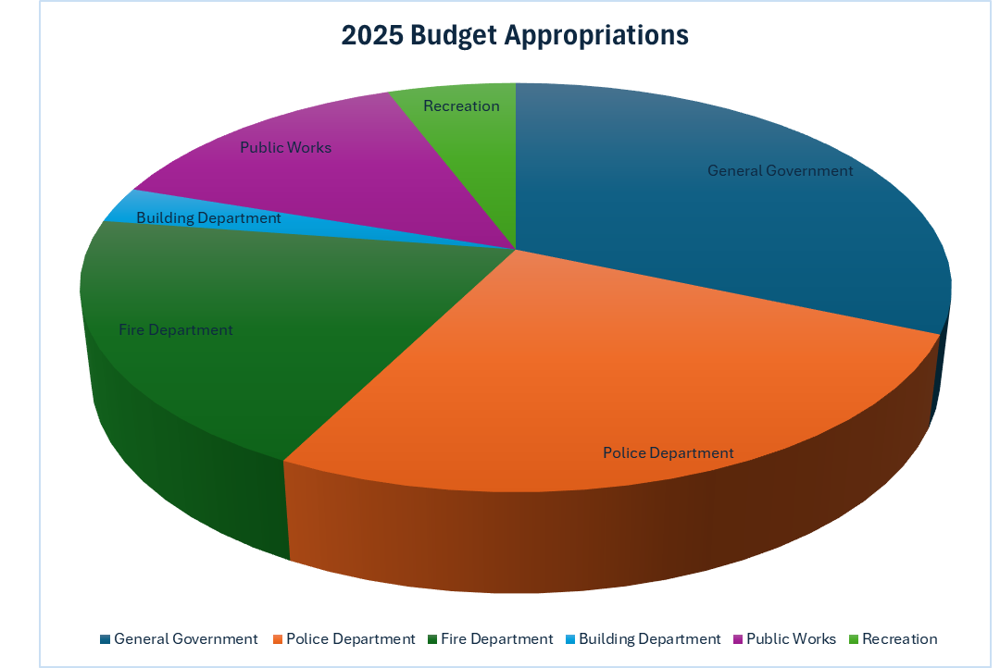 2025 Budget Appropriations
Recreation
Public Works
General Government
Building Department
Fire Department
Police Department
General Government Police Department Fire Department Building Department Public Works Recreation